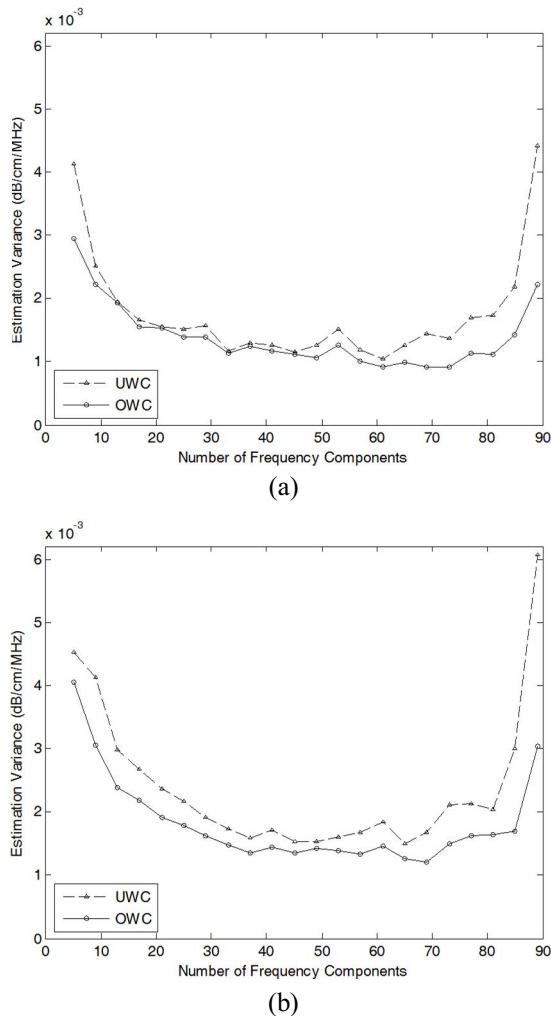 x 10⁻³
6
5
4
3
2
1
0
Estimation Variance (dB/cm/MHz)
UWC
OWC
0 10 20 30 40 50 60 70 80 90
Number of Frequency Components
(a)
x 10⁻³
6
5
4
3
2
1
0
Estimation Variance (dB/cm/MHz)
UWC
OWC
0 10 20 30 40 50 60 70 80 90
Number of Frequency Components
(b)